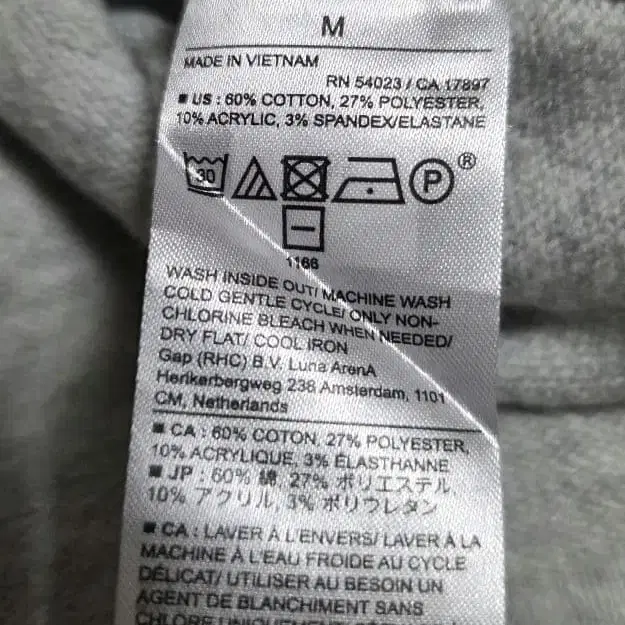 M
MADE IN VIETNAM
RN 54023 / CA 17897
■ US : 60% COTTON, 27% POLYESTER,
10% ACRYLIC, 3% SPANDEX/ELASTANE
30
P ®
1166
WASH INSIDE OUT/ MACHINE WASH
COLD GENTLE CYCLE/ ONLY NON-
CHLORINE BLEACH WHEN NEEDED/
DRY FLAT/ COOL IRON
Gap (RHC) B.V. Luna ArenA
Herikerbergweg 238 Amsterdam, 1101
CM, Netherlands
■ CA : 60% COTON, 27% POLYESTER,
10% ACRYLIQUE, 3% ÉLASTHANNE
■ JP : 60% 綿, 27% ポリエステル,
10% アクリル, 3% ポリウレタン
■ CA : LAVER À L'ENVERS/ LAVER À LA
MACHINE À L'EAU FROIDE AU CYCLE
DÉLICAT/ UTILISER AU BESOIN UN
AGENT DE BLANCHIMENT SANS
CHLORE UNIQUEMENT/